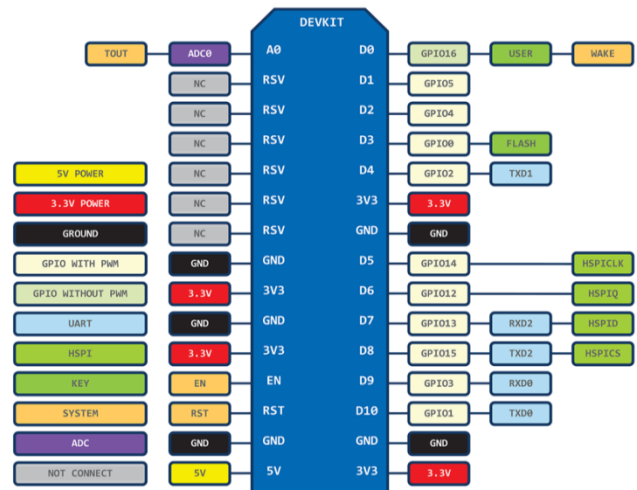 DEVKIT
TOUT ADC0 A0 D0 GPIO16 USER WAKE
NC RSV D1 GPIO5
NC RSV D2 GPIO4
NC RSV D3 GPIO0 FLASH
5V POWER NC RSV D4 GPIO2 TXD1
3.3V POWER NC RSV 3V3 3.3V
GROUND NC RSV GND GND
GPIO WITH PWM GND GND D5 GPIO14 HSPICLK
GPIO WITHOUT PWM 3.3V 3V3 D6 GPIO12 HSPIQ
UART GND GND D7 GPIO13 RXD2 HSPID
HSPI 3.3V 3V3 D8 GPIO15 TXD2 HSPICS
KEY EN EN D9 GPIO3 RXD0
SYSTEM RST RST D10 GPIO1 TXD0
ADC GND GND GND GND
NOT CONNECT 5V 5V 3V3 3.3V